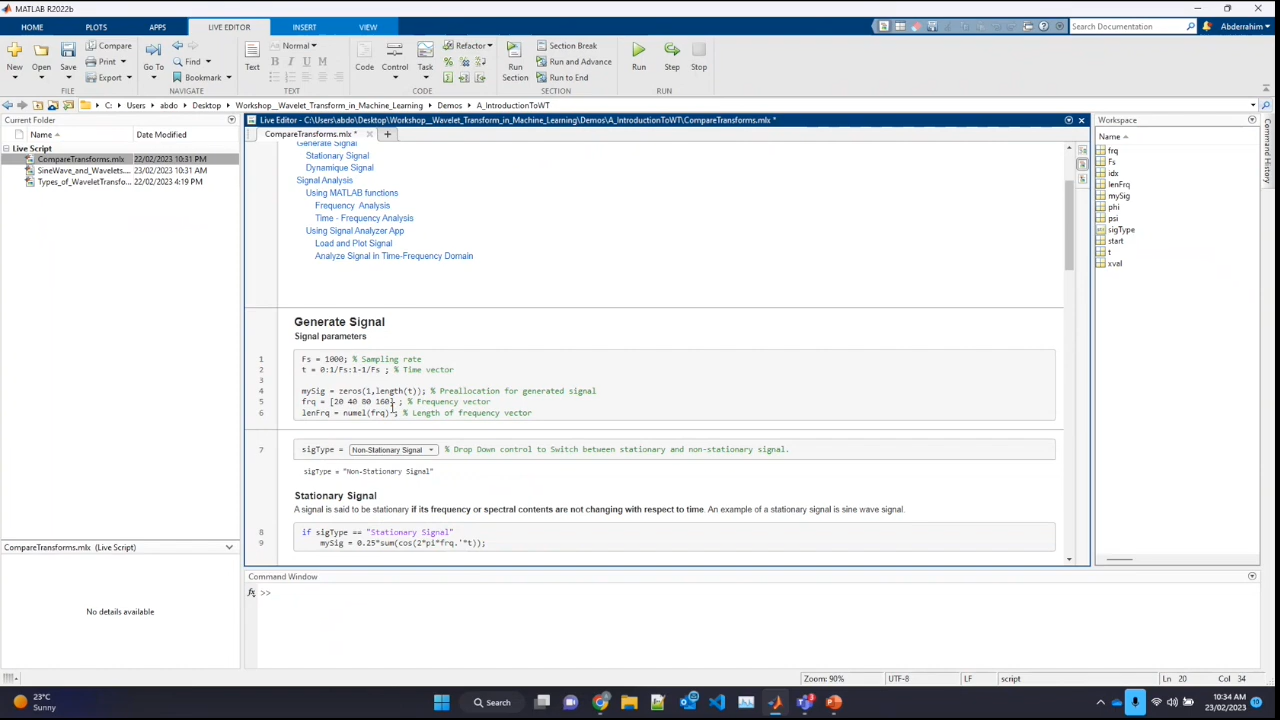 MATLAB R2022b
HOME PLOTS APPS LIVE EDITOR INSERT VIEW
Search Documentation
Abderrahim
New Open Save Compare Print Export
Go To Find Bookmark
Text Normal
B I U M
Code Control Task Refactor
Run Section Section Break Run and Advance Run to End
Run Step Stop
FILE NAVIGATE TEXT CODE SECTION RUN
C: Users abdo Desktop Workshop__Wavelet_Transform_in_Machine_Learning Demos A_IntroductionToWT
Current Folder
Name Date Modified
Live Script
CompareTransforms.mlx 22/02/2023 10:31 PM
SineWave_and_Wavelets.... 23/02/2023 10:31 AM
Types_of_WaveletTransfo... 22/02/2023 4:19 PM
CompareTransforms.mlx (Live Script)
No details available
Live Editor - C:\Users\abdo\Desktop\Workshop__Wavelet_Transform_in_Machine_Learning\Demos\A_IntroductionToWT\CompareTransforms.mlx *
CompareTransforms.mlx *
Generate Signal
Stationary Signal
Dynamique Signal
Signal Analysis
Using MATLAB functions
Frequency Analysis
Time - Frequency Analysis
Using Signal Analyzer App
Load and Plot Signal
Analyze Signal in Time-Frequency Domain
Generate Signal
Signal parameters
1 Fs = 1000; % Sampling rate
2 t = 0:1/Fs:1-1/Fs ; % Time vector
3
4 mySig = zeros(1,length(t)); % Preallocation for generated signal
5 frq = [20 40 80 160] ; % Frequency vector
6 lenFrq = numel(frq) ; % Length of frequency vector
7 sigType = Non-Stationary Signal % Drop Down control to Switch between stationary and non-stationary signal.
sigType = "Non-Stationary Signal"
Stationary Signal
A signal is said to be stationary if its frequency or spectral contents are not changing with respect to time. An example of a stationary signal is sine wave signal.
8 if sigType == "Stationary Signal"
9 mySig = 0.25*sum(cos(2*pi*frq.'*t));
Command Window
fx >>
Workspace
Name
frq
Fs
idx
lenFrq
mySig
phi
psi
sigType
start
t
xval
Command History
Zoom: 90% UTF-8 LF script Ln 20 Col 34
23°C
Sunny
Search
10:34 AM
23/02/2023